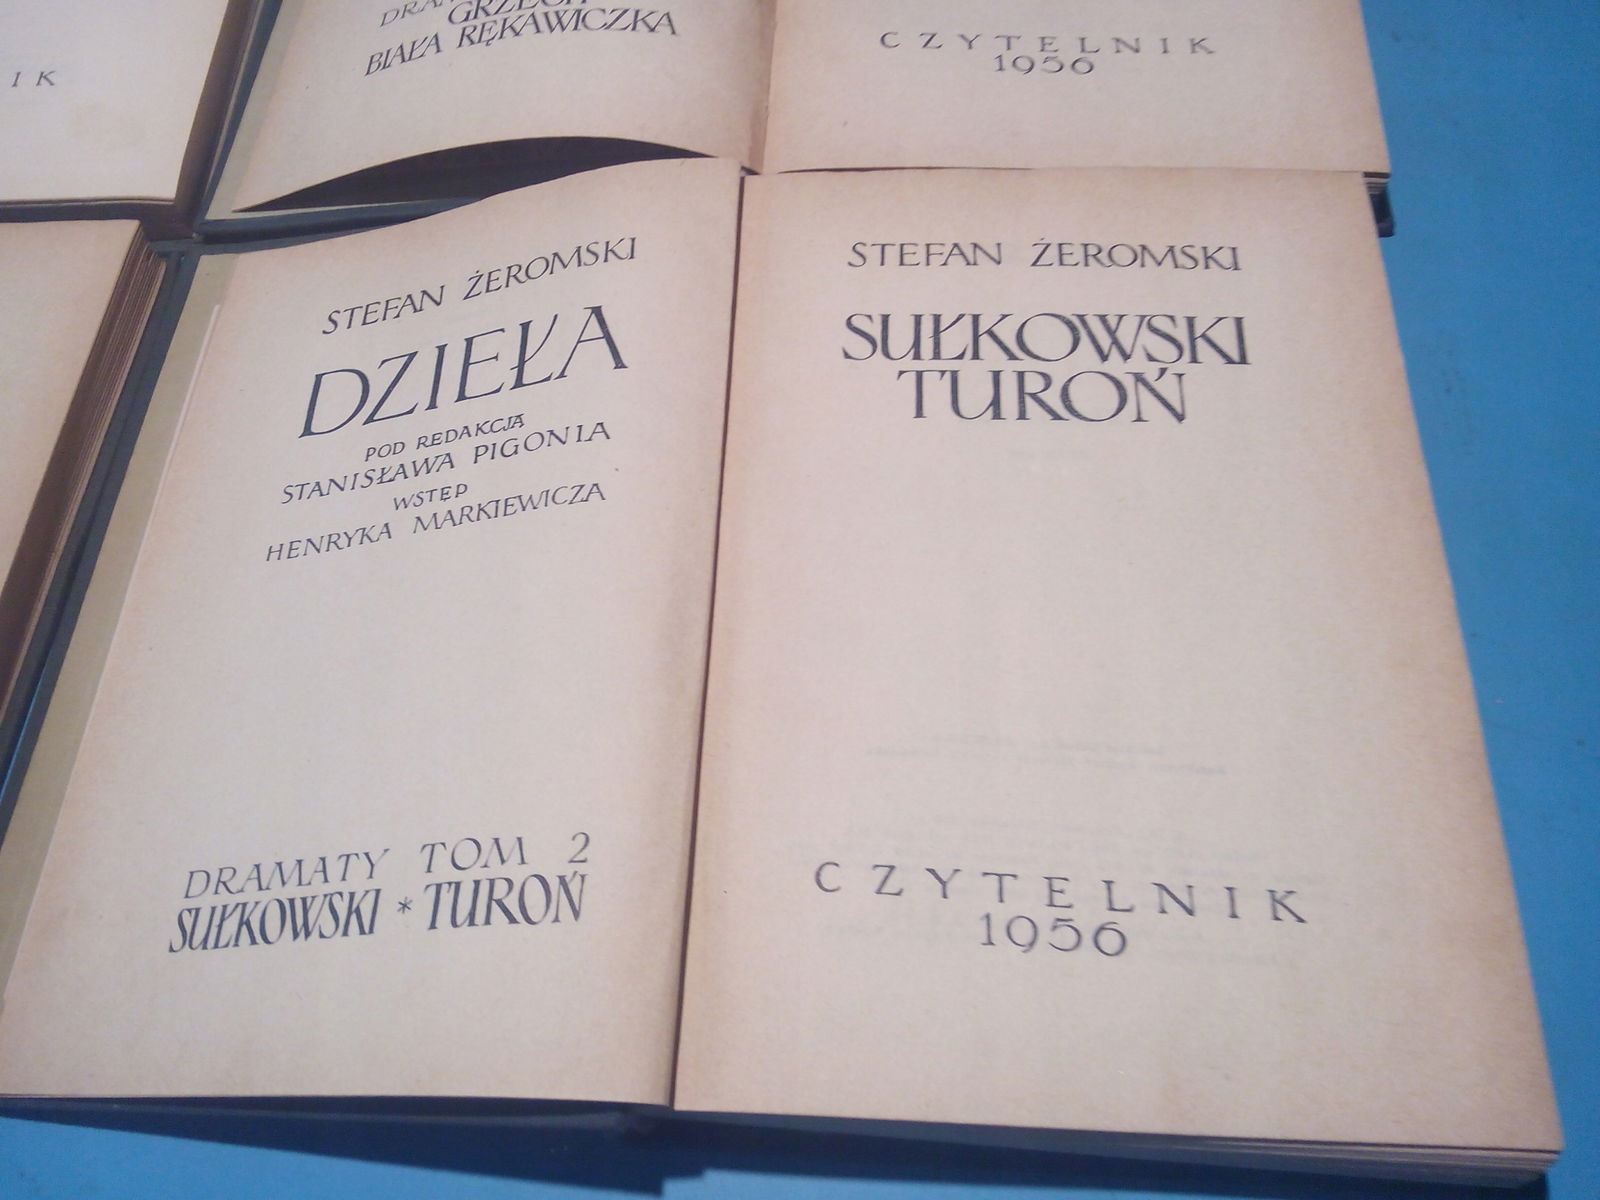 I K
GRZECH
BIAŁA RĘKAWICZKA
CZYTELNIK
1956
STEFAN ŻEROMSKI
DZIEŁA
POD REDAKCJĄ
STANISŁAWA PIGONIA
WSTĘP
HENRYKA MARKIEWICZA
DRAMATY TOM 2
SUŁKOWSKI * TUROŃ
STEFAN ŻEROMSKI
SUŁKOWSKI
TUROŃ
CZYTELNIK
1956